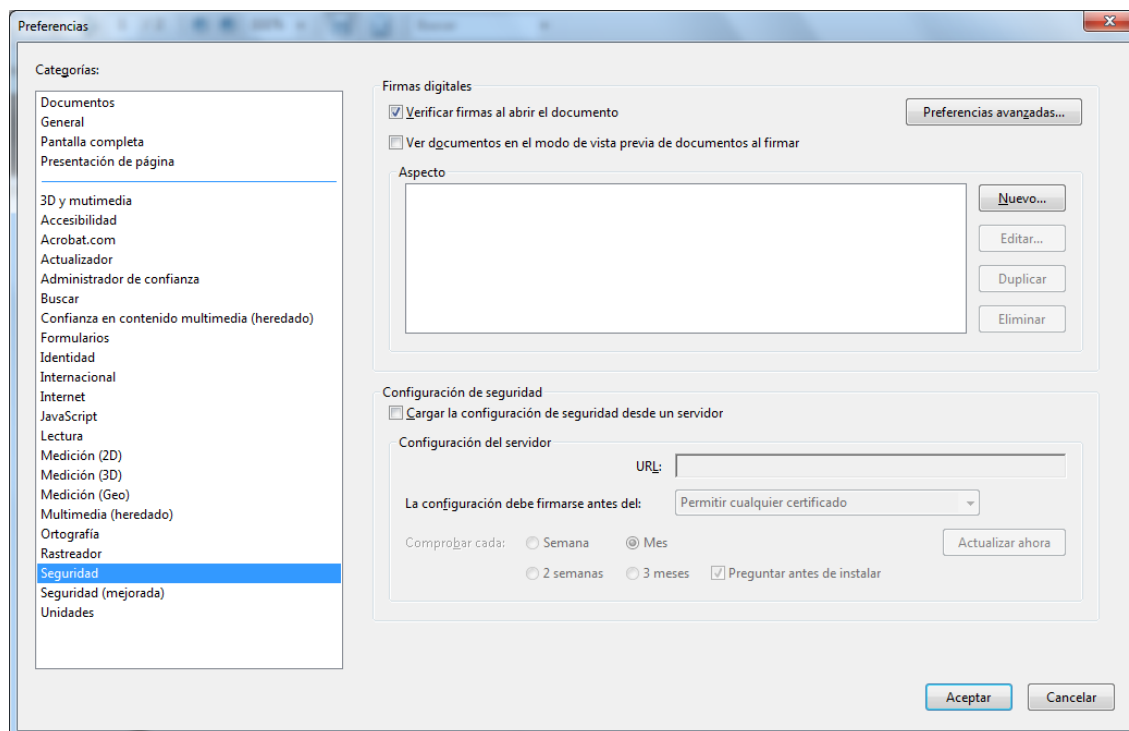 Preferencias
Categorías:
Documentos
General
Pantalla completa
Presentación de página
3D y mutimedia
Accesibilidad
Acrobat.com
Actualizador
Administrador de confianza
Buscar
Confianza en contenido multimedia (heredado)
Formularios
Identidad
Internacional
Internet
JavaScript
Lectura
Medición (2D)
Medición (3D)
Medición (Geo)
Multimedia (heredado)
Ortografía
Rastreador
Seguridad
Seguridad (mejorada)
Unidades
Firmas digitales
Verificar firmas al abrir el documento
Preferencias avanzadas...
Ver documentos en el modo de vista previa de documentos al firmar
Aspecto
Nuevo...
Editar...
Duplicar
Eliminar
Configuración de seguridad
Cargar la configuración de seguridad desde un servidor
Configuración del servidor
URL:
La configuración debe firmarse antes del: Permitir cualquier certificado
Comprobar cada: Semana Mes Actualizar ahora
2 semanas 3 meses Preguntar antes de instalar
Aceptar Cancelar